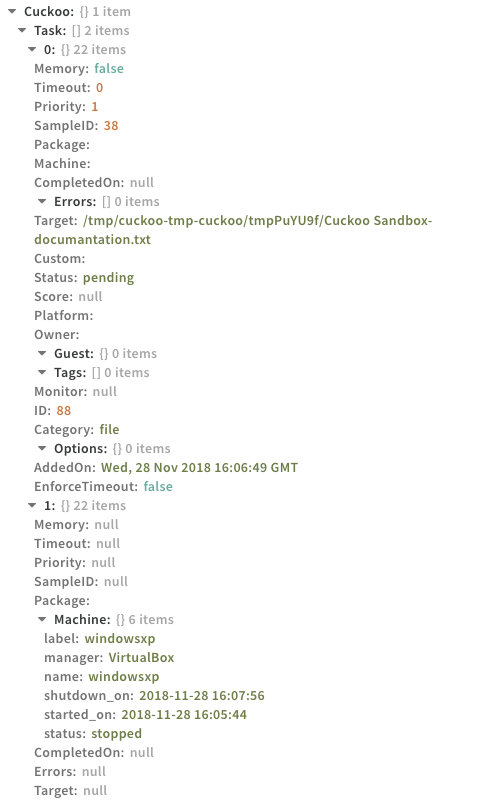 Cuckoo: {} 1 item
Task: [] 2 items
0: {} 22 items
Memory: false
Timeout: 0
Priority: 1
SampleID: 38
Package:
Machine:
CompletedOn: null
Errors: [] 0 items
Target: /tmp/cuckoo-tmp-cuckoo/tmpPuYU9f/Cuckoo Sandbox-
documantation.txt
Custom:
Status: pending
Score: null
Platform:
Owner:
Guest: {} 0 items
Tags: [] 0 items
Monitor: null
ID: 88
Category: file
Options: {} 0 items
AddedOn: Wed, 28 Nov 2018 16:06:49 GMT
EnforceTimeout: false
1: {} 22 items
Memory: null
Timeout: null
Priority: null
SampleID: null
Package:
Machine: {} 6 items
label: windowsxp
manager: VirtualBox
name: windowsxp
shutdown_on: 2018-11-28 16:07:56
started_on: 2018-11-28 16:05:44
status: stopped
CompletedOn: null
Errors: null
Target: null